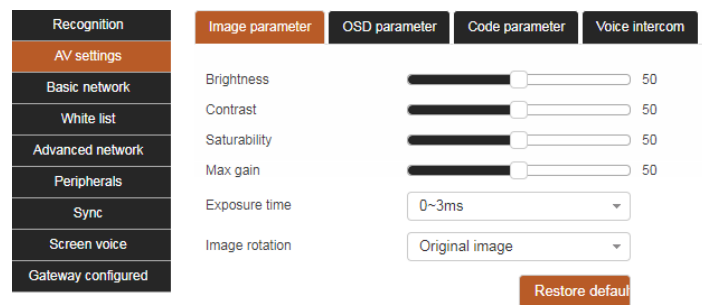 Recognition
AV settings
Basic network
White list
Advanced network
Peripherals
Sync
Screen voice
Gateway configured
Image parameter OSD parameter Code parameter Voice intercom
Brightness 50
Contrast 50
Saturability 50
Max gain 50
Exposure time 0~3ms
Image rotation Original image
Restore defaul